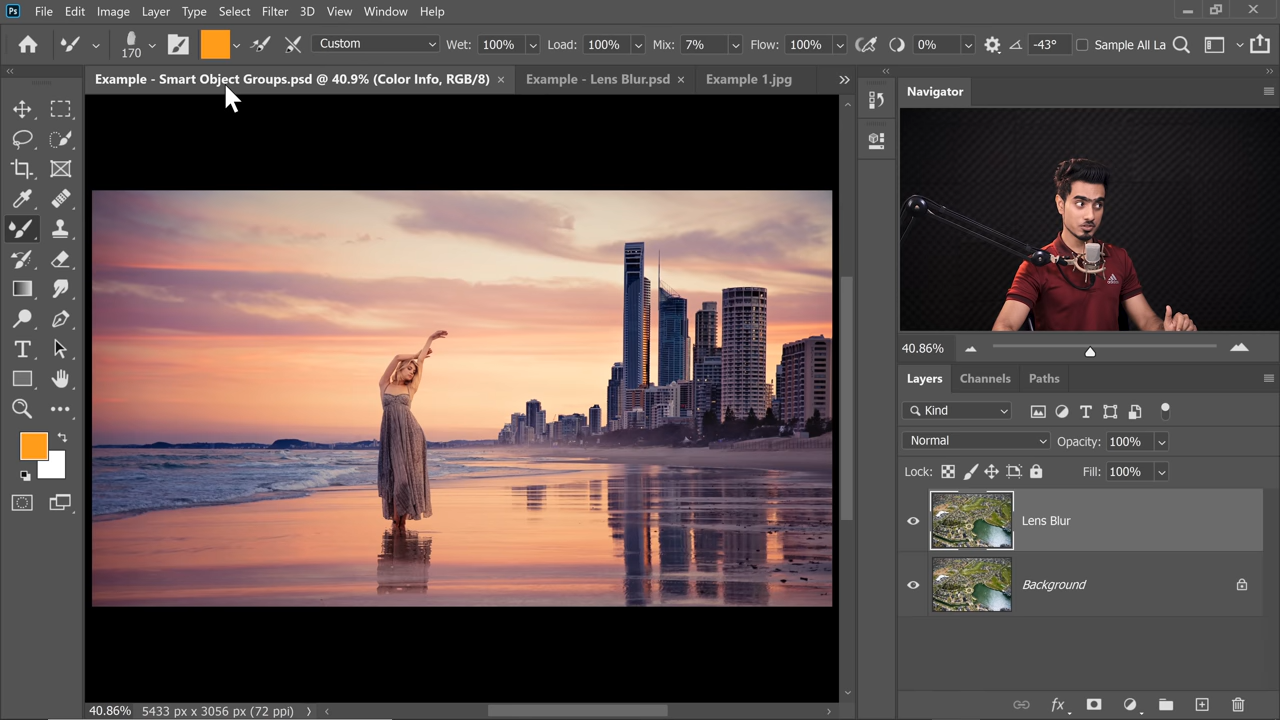 Ps File Edit Image Layer Type Select Filter 3D View Window Help
170 Custom Wet: 100% Load: 100% Mix: 7% Flow: 100% 0% -43° Sample All La
Example - Smart Object Groups.psd @ 40.9% (Color Info, RGB/8) × Example - Lens Blur.psd × Example 1.jpg
Navigator
40.86%
Layers Channels Paths
Kind
Normal Opacity: 100%
Lock: Fill: 100%
Lens Blur
Background
fx
40.86% 5433 px x 3056 px (72 ppi)